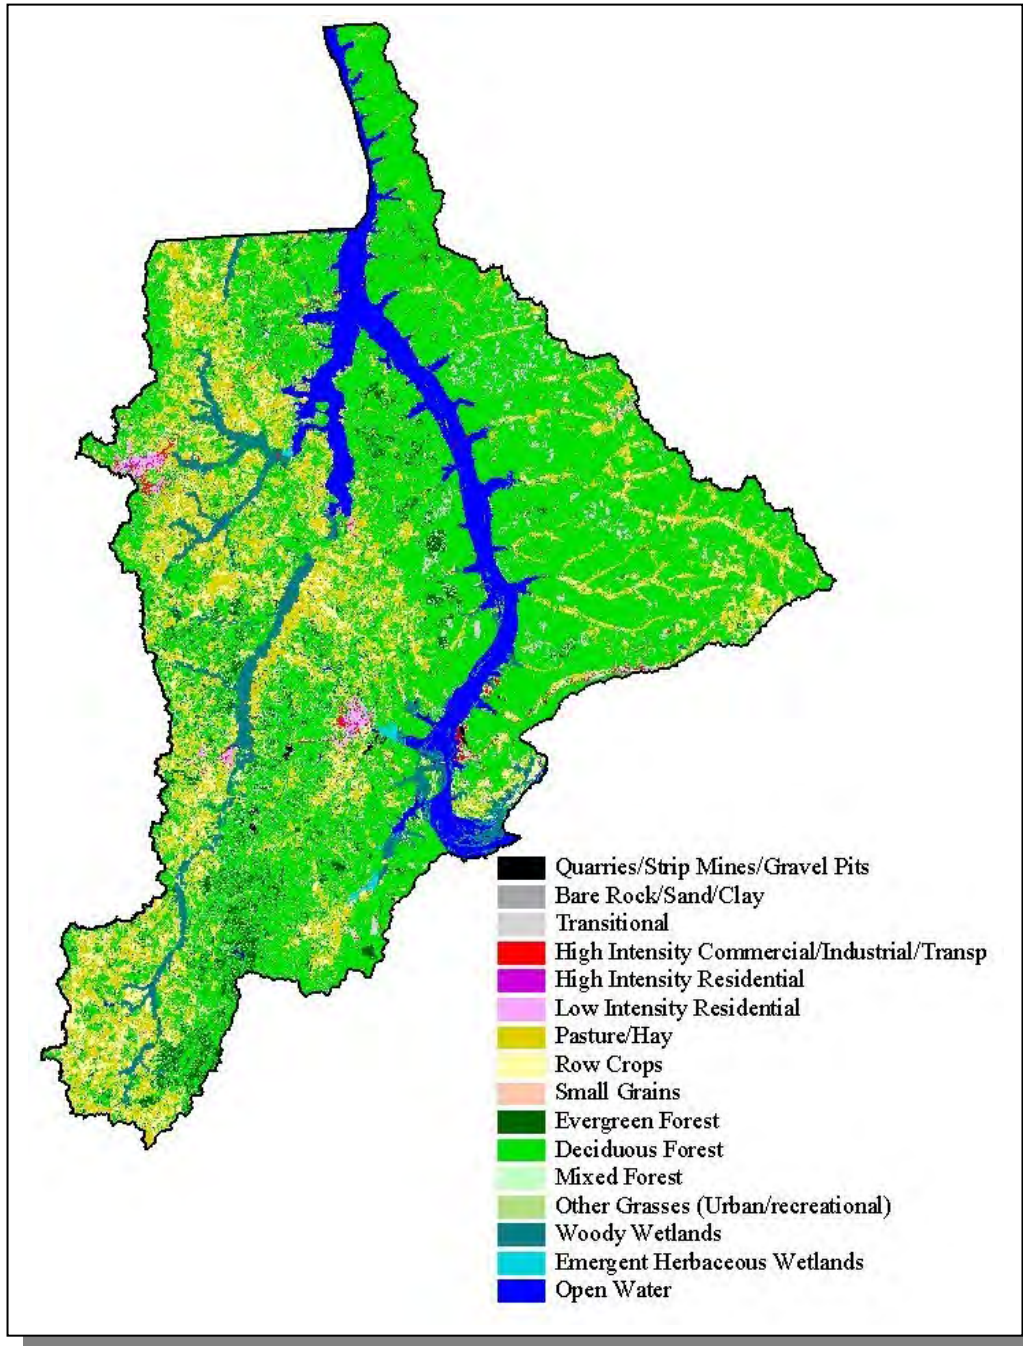 Quarries/Strip Mines/Gravel Pits
Bare Rock/Sand/Clay
Transitional
High Intensity Commercial/Industrial/Transp
High Intensity Residential
Low Intensity Residential
Pasture/Hay
Row Crops
Small Grains
Evergreen Forest
Deciduous Forest
Mixed Forest
Other Grasses (Urban/recreational)
Woody Wetlands
Emergent Herbaceous Wetlands
Open Water